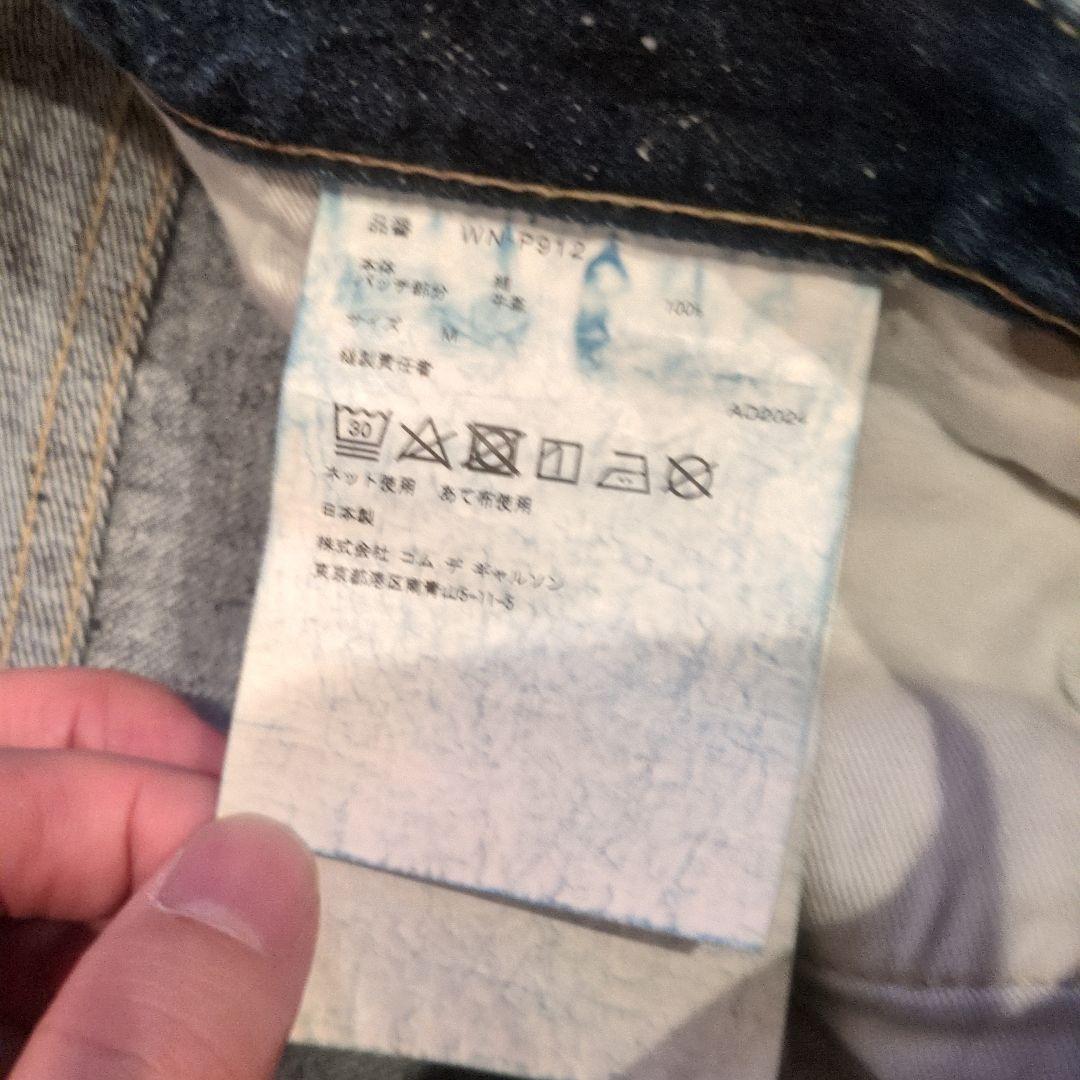 品番 WN-P912
本体 綿 100%
パッチ部分 牛革
サイズ M
縫製責任者
AD2024
30
ネット使用 あて布使用
日本製
株式会社 コム デ ギャルソン
東京都港区南青山5-11-5